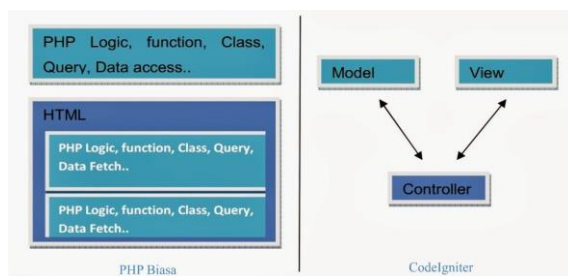 PHP Logic, function, Class,
Query, Data access..
HTML
PHP Logic, function, Class, Query,
Data Fetch..
PHP Logic, function, Class, Query,
Data Fetch..
PHP Biasa
Model
View
Controller
CodeIgniter